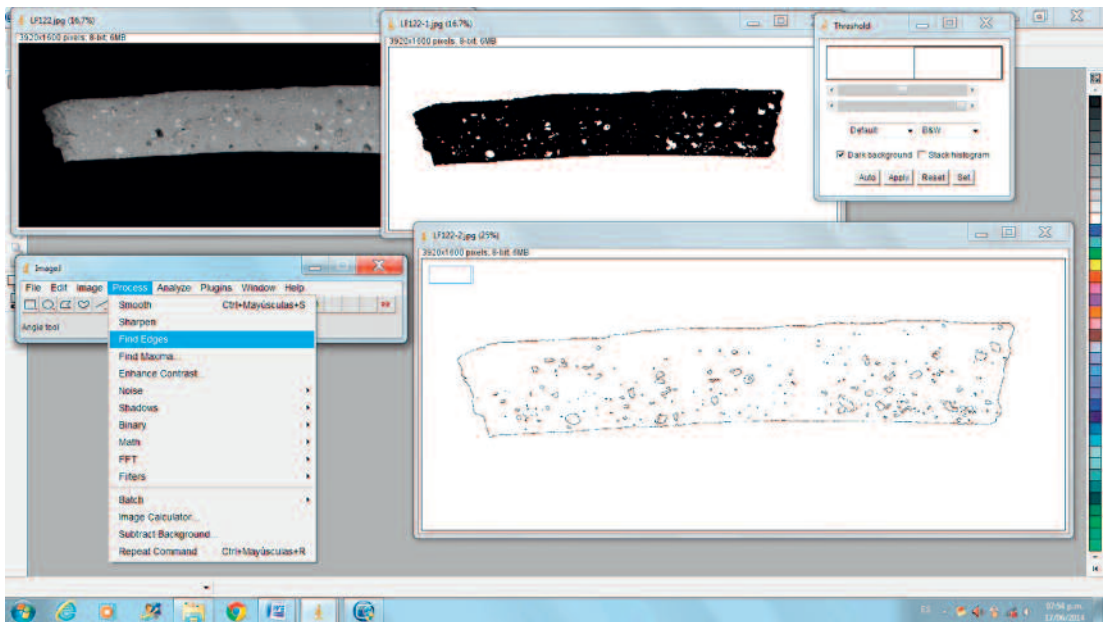 LF122.jpg (16.7%)
3920x1600 pixels; 8-bit; 6MB
LF122-1.jpg (16.7%)
3920x1600 pixels; 8-bit; 6MB
Threshold
Default
B&W
Dark background
Stack histogram
Auto
Apply
Reset
Set
LF122-2.jpg (25%)
3920x1600 pixels; 8-bit; 6MB
ImageJ
File Edit Image Process Analyze Plugins Window Help
Angle tool
Smooth Ctrl+Mayúsculas+S
Sharpen
Find Edges
Find Maxima...
Enhance Contrast...
Noise
Shadows
Binary
Math
FFT
Filters
Batch
Image Calculator...
Subtract Background...
Repeat Command Ctrl+Mayúsculas+R
ES
07:54 p.m.
12/06/2014